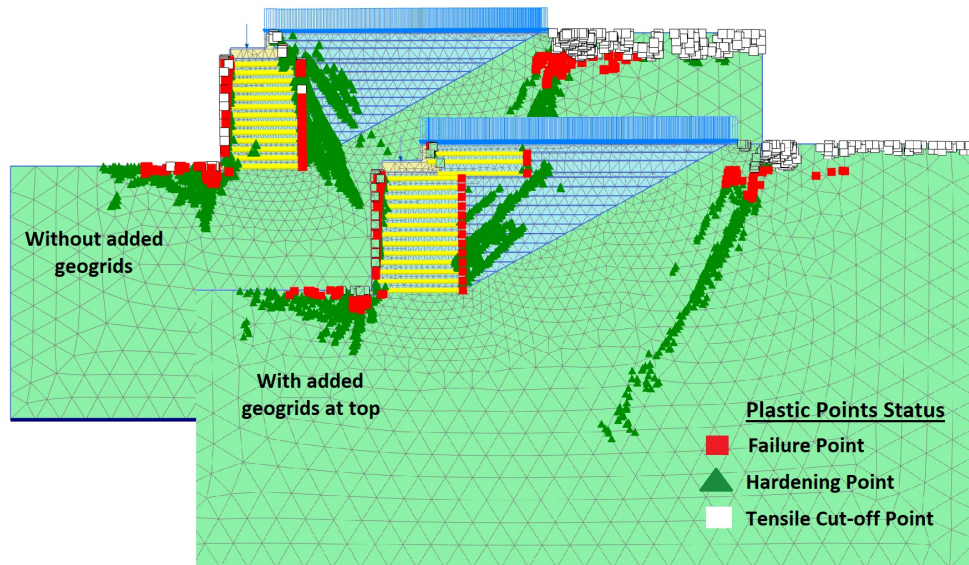 Without added
geogrids
With added
geogrids at top
Plastic Points Status
Failure Point
Hardening Point
Tensile Cut-off Point